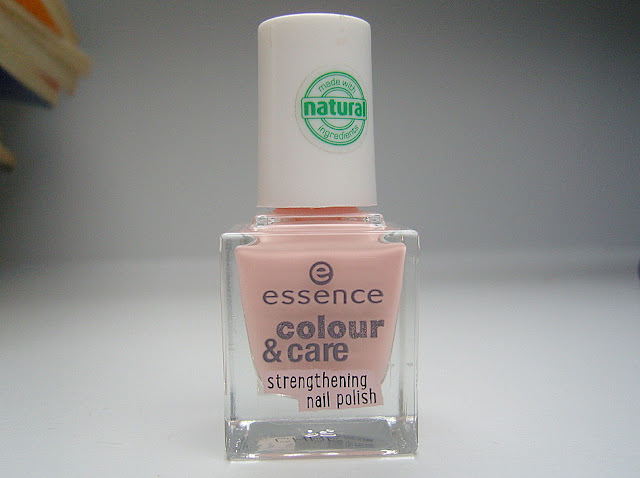 made with
natural
ingredients
e
essence
colour
& care
strengthening
nail polish